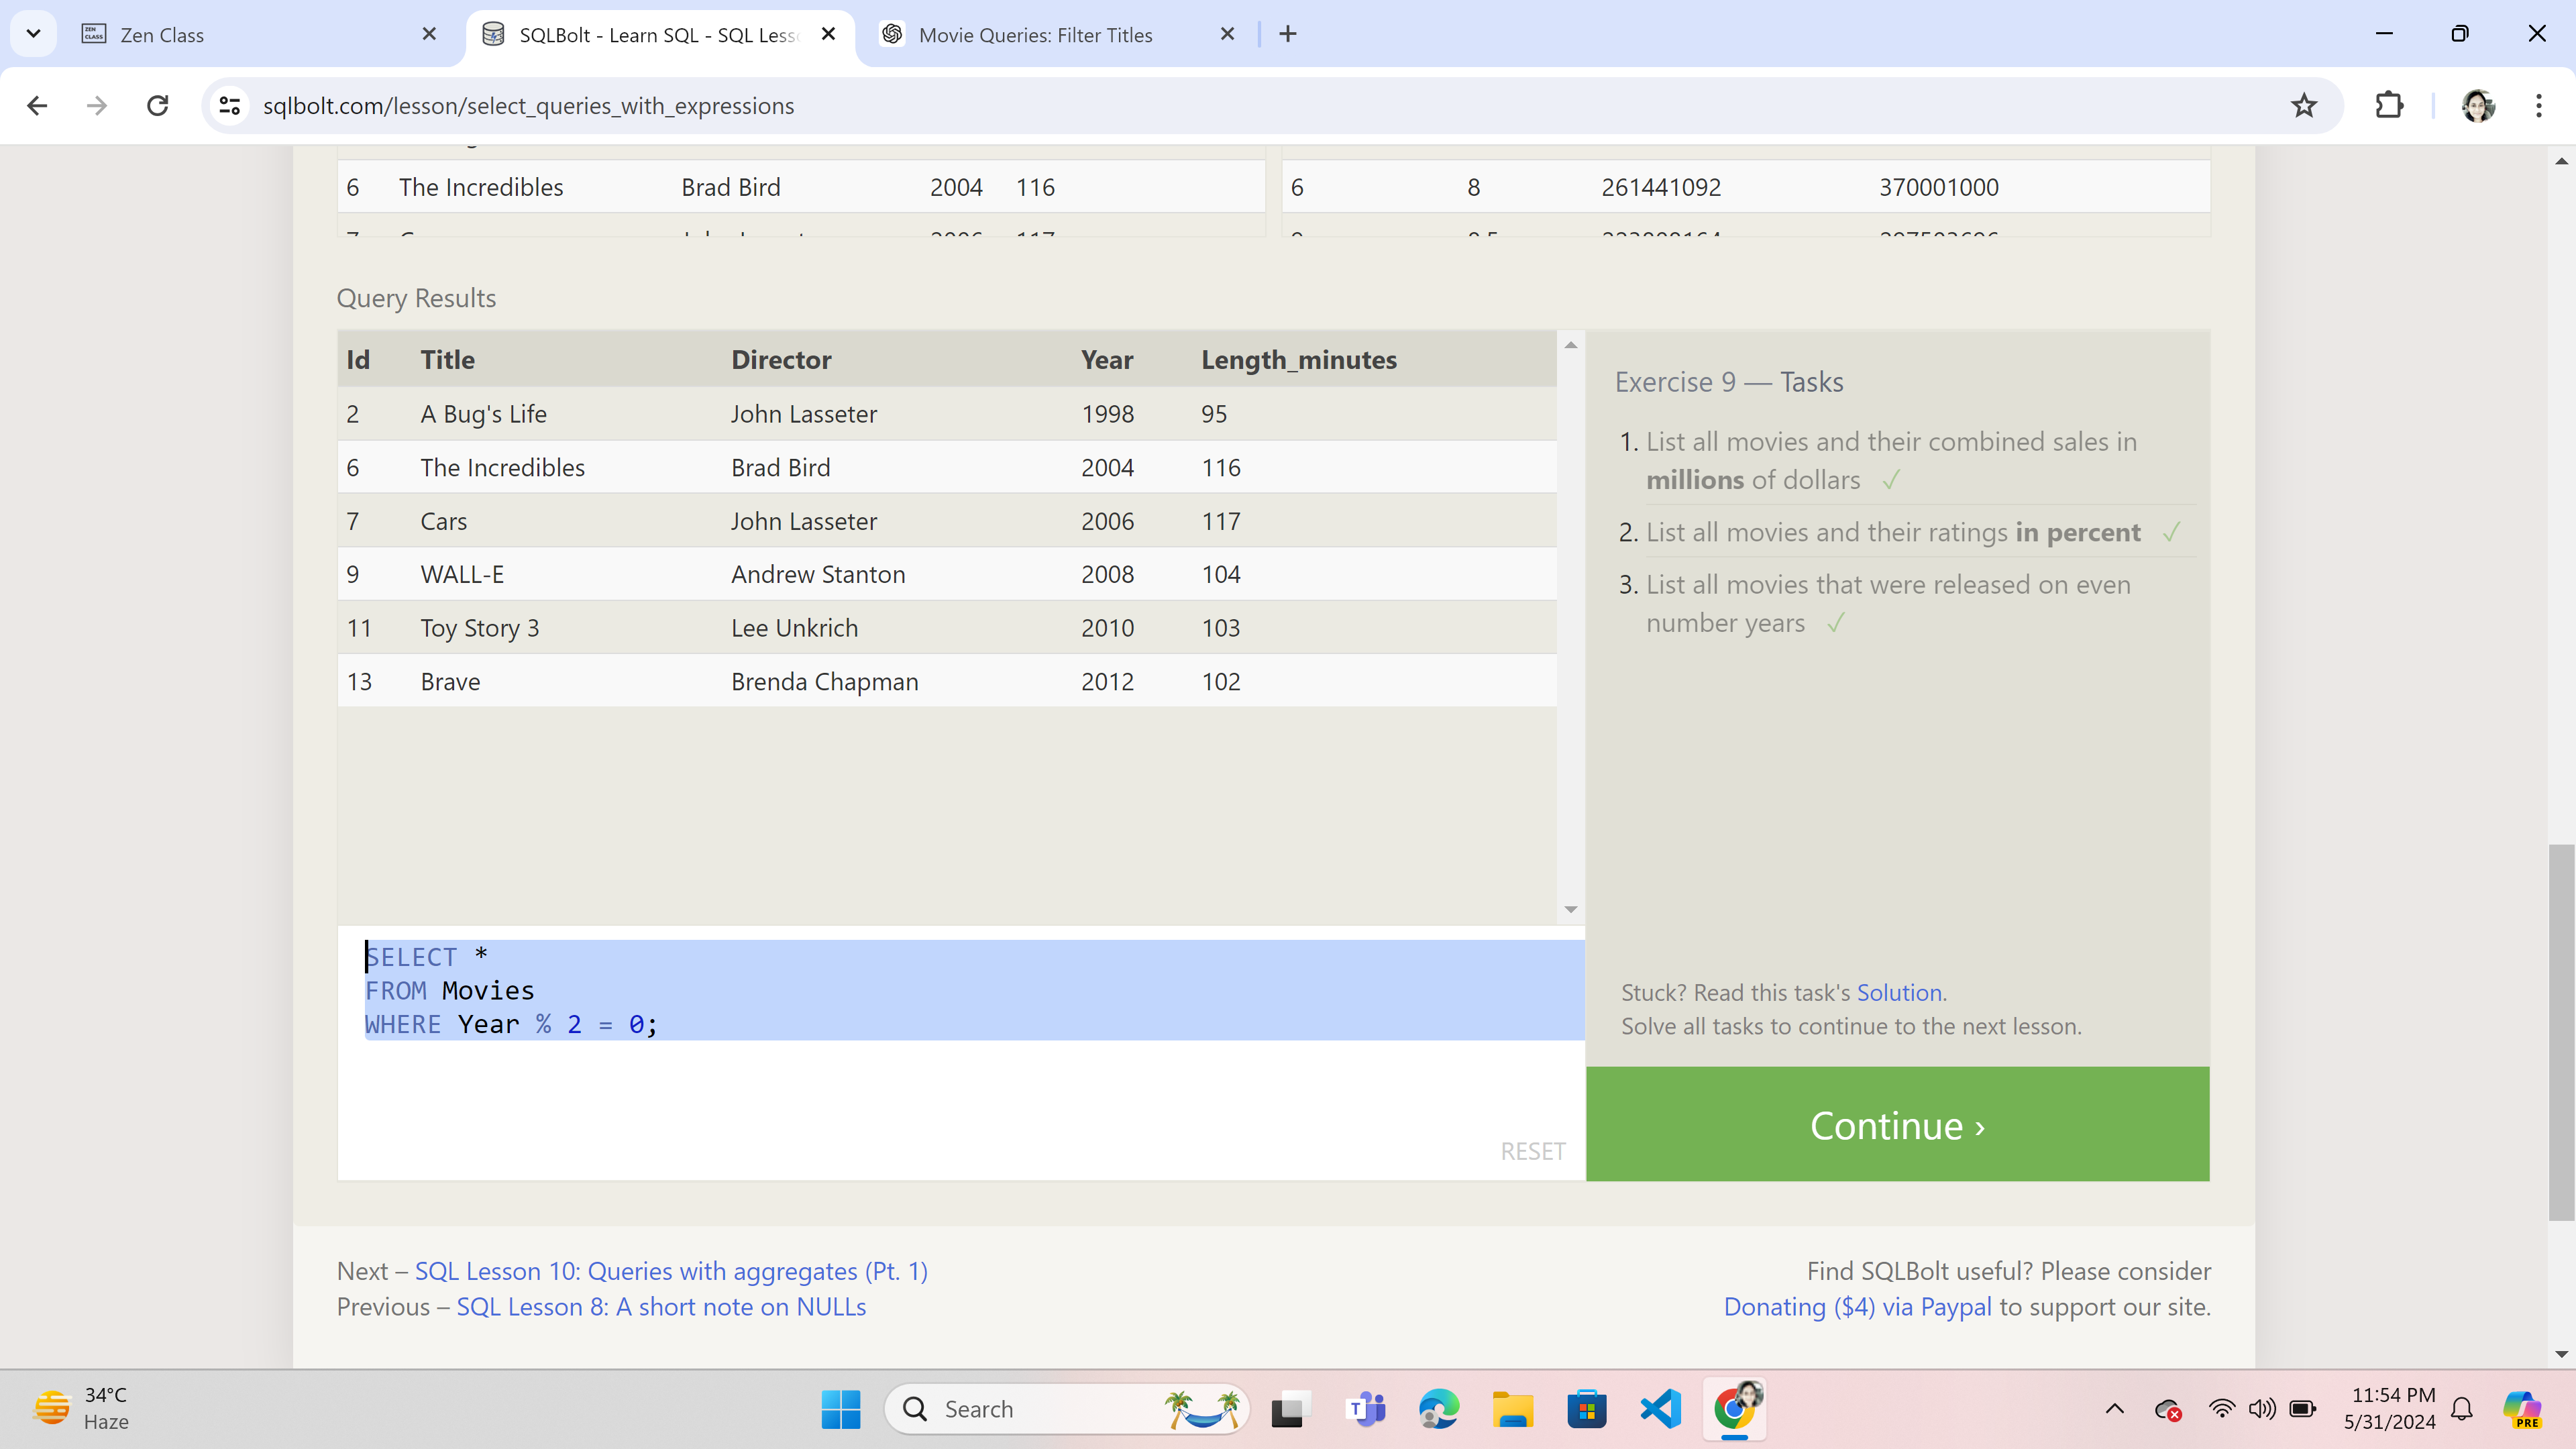 Zen Class
SQLBolt - Learn SQL - SQL Less
Movie Queries: Filter Titles
sqlbolt.com/lesson/select_queries_with_expressions
6 The Incredibles Brad Bird 2004 116
6 8 261441092 370001000
Query Results
Id Title Director Year Length_minutes
2 A Bug's Life John Lasseter 1998 95
6 The Incredibles Brad Bird 2004 116
7 Cars John Lasseter 2006 117
9 WALL-E Andrew Stanton 2008 104
11 Toy Story 3 Lee Unkrich 2010 103
13 Brave Brenda Chapman 2012 102
Exercise 9 — Tasks
1. List all movies and their combined sales in
millions of dollars ✓
2. List all movies and their ratings in percent ✓
3. List all movies that were released on even
number years ✓
SELECT *
FROM Movies
WHERE Year % 2 = 0;
RESET
Stuck? Read this task's Solution.
Solve all tasks to continue to the next lesson.
Continue ›
Next – SQL Lesson 10: Queries with aggregates (Pt. 1)
Previous – SQL Lesson 8: A short note on NULLs
Find SQLBolt useful? Please consider
Donating ($4) via Paypal to support our site.
34°C
Haze
Search
11:54 PM
5/31/2024
PRE